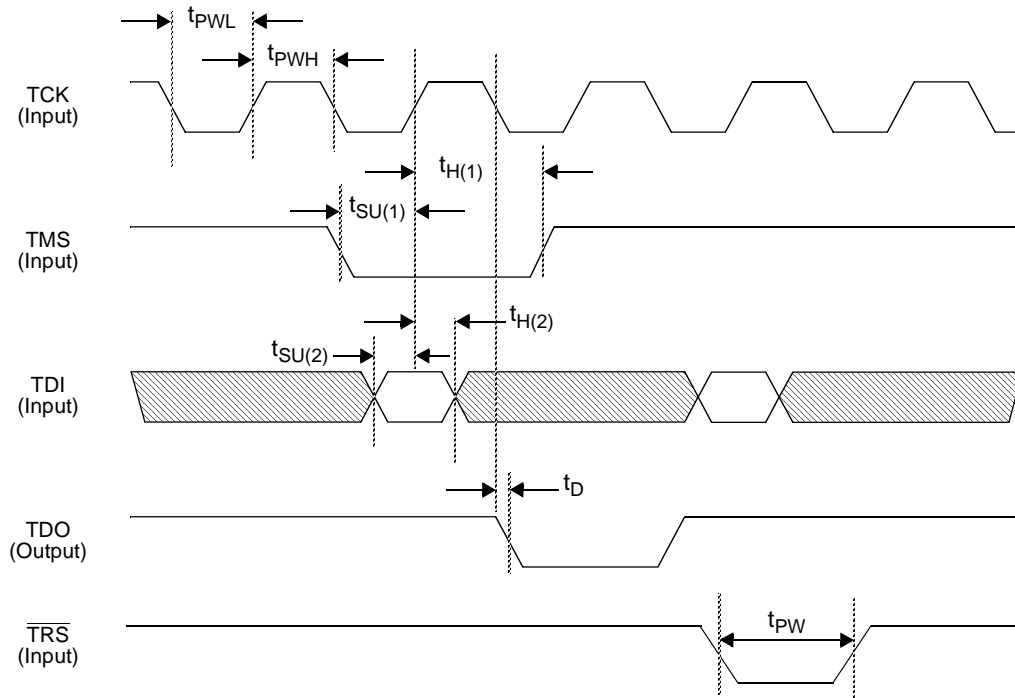 tPWL
tPWH
TCK
(Input)
tH(1)
tSU(1)
TMS
(Input)
tH(2)
tSU(2)
TDI
(Input)
tD
TDO
(Output)
TRS
(Input)
tPW